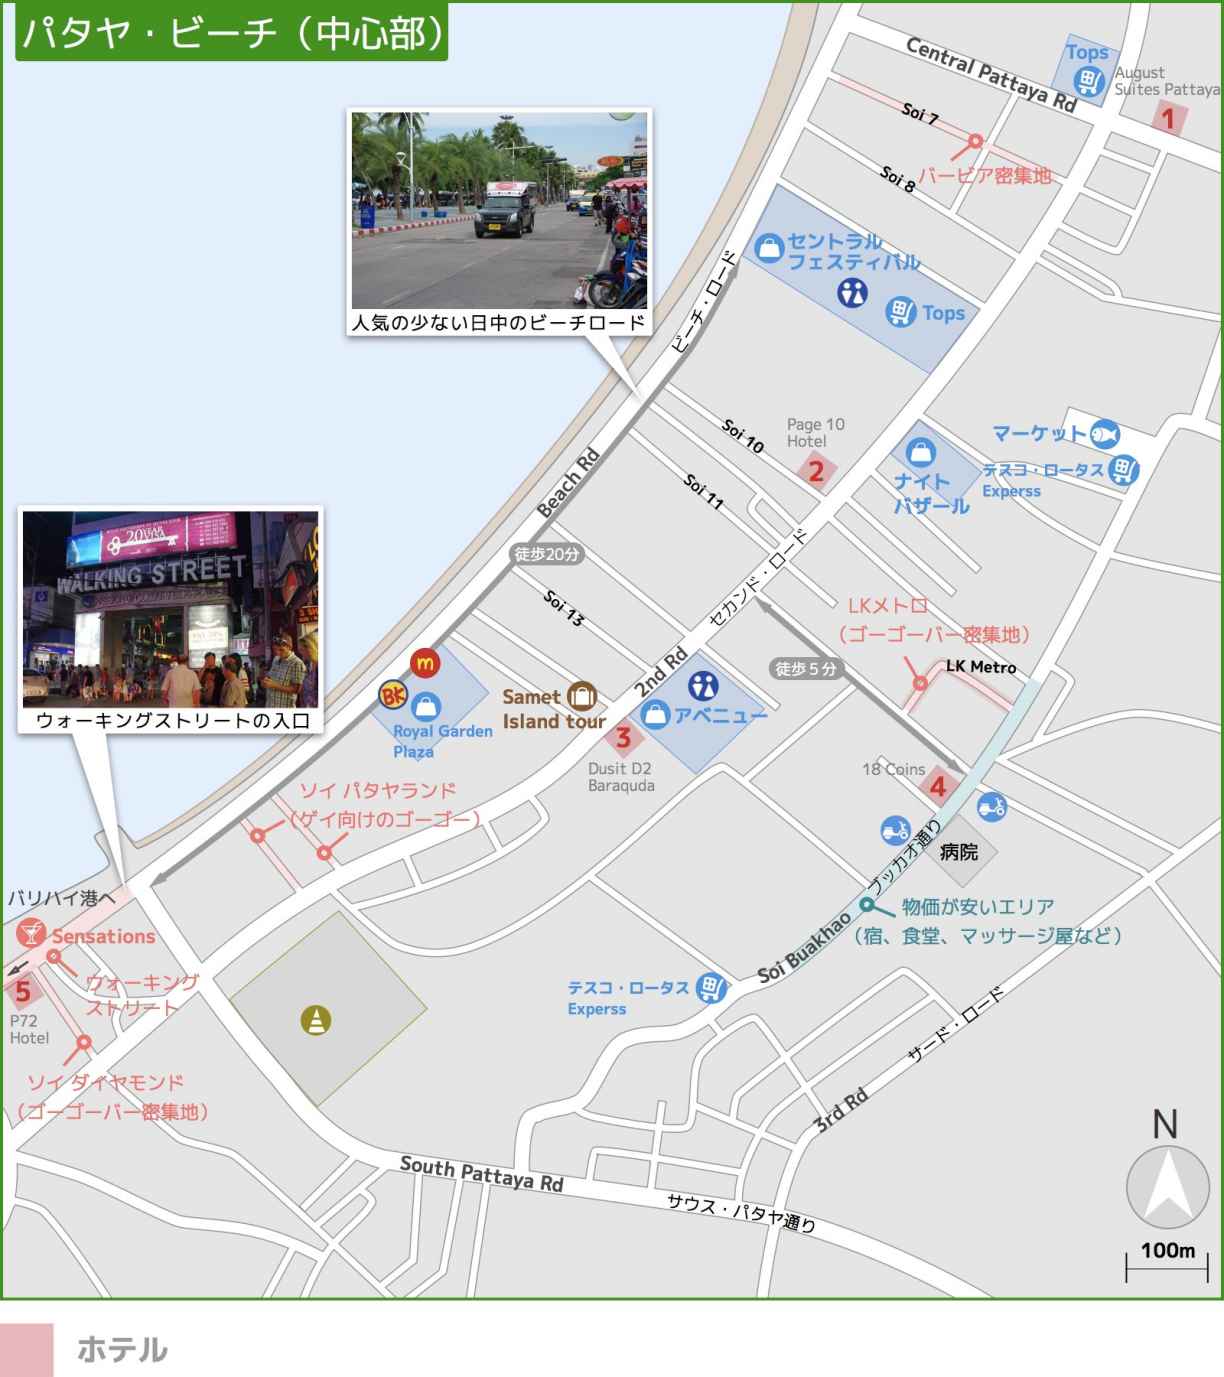 パタヤ・ビーチ（中心部）
Central Pattaya Rd
Tops
August
Suites Pattaya
1
Soi 7
バービア密集地
Soi 8
セントラル
フェスティバル
Tops
ビーチ・ロード
人気の少ない日中のビーチロード
Page 10
Hotel
2
Soi 10
Soi 11
マーケット
テスコ・ロータス
Experss
ナイト
バザール
Beach Rd
徒歩20分
セカンド・ロード
Soi 13
20YEAR
WALKING STREET
ウォーキングストリートの入口
LKメトロ
（ゴーゴーバー密集地）
LK Metro
徒歩５分
2nd Rd
m
BK
Royal Garden
Plaza
Samet
Island tour
アベニュー
3
Dusit D2
Baraquda
18 Coins
4
ソイ パタヤランド
（ゲイ向けのゴーゴー）
病院
ブッカオ通り
物価が安いエリア
（宿、食堂、マッサージ屋など）
Soi Buakhao
バリハイ港へ
Sensations
ウォーキング
ストリート
5
P72
Hotel
ソイ ダイヤモンド
（ゴーゴーバー密集地）
テスコ・ロータス
Experss
サード・ロード
3rd Rd
South Pattaya Rd
サウス・パタヤ通り
N
100m
ホテル